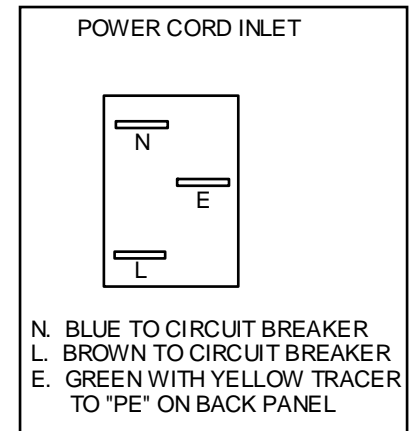 POWER CORD INLET
N
E
L
N. BLUE TO CIRCUIT BREAKER
L. BROWN TO CIRCUIT BREAKER
E. GREEN WITH YELLOW TRACER
TO "PE" ON BACK PANEL